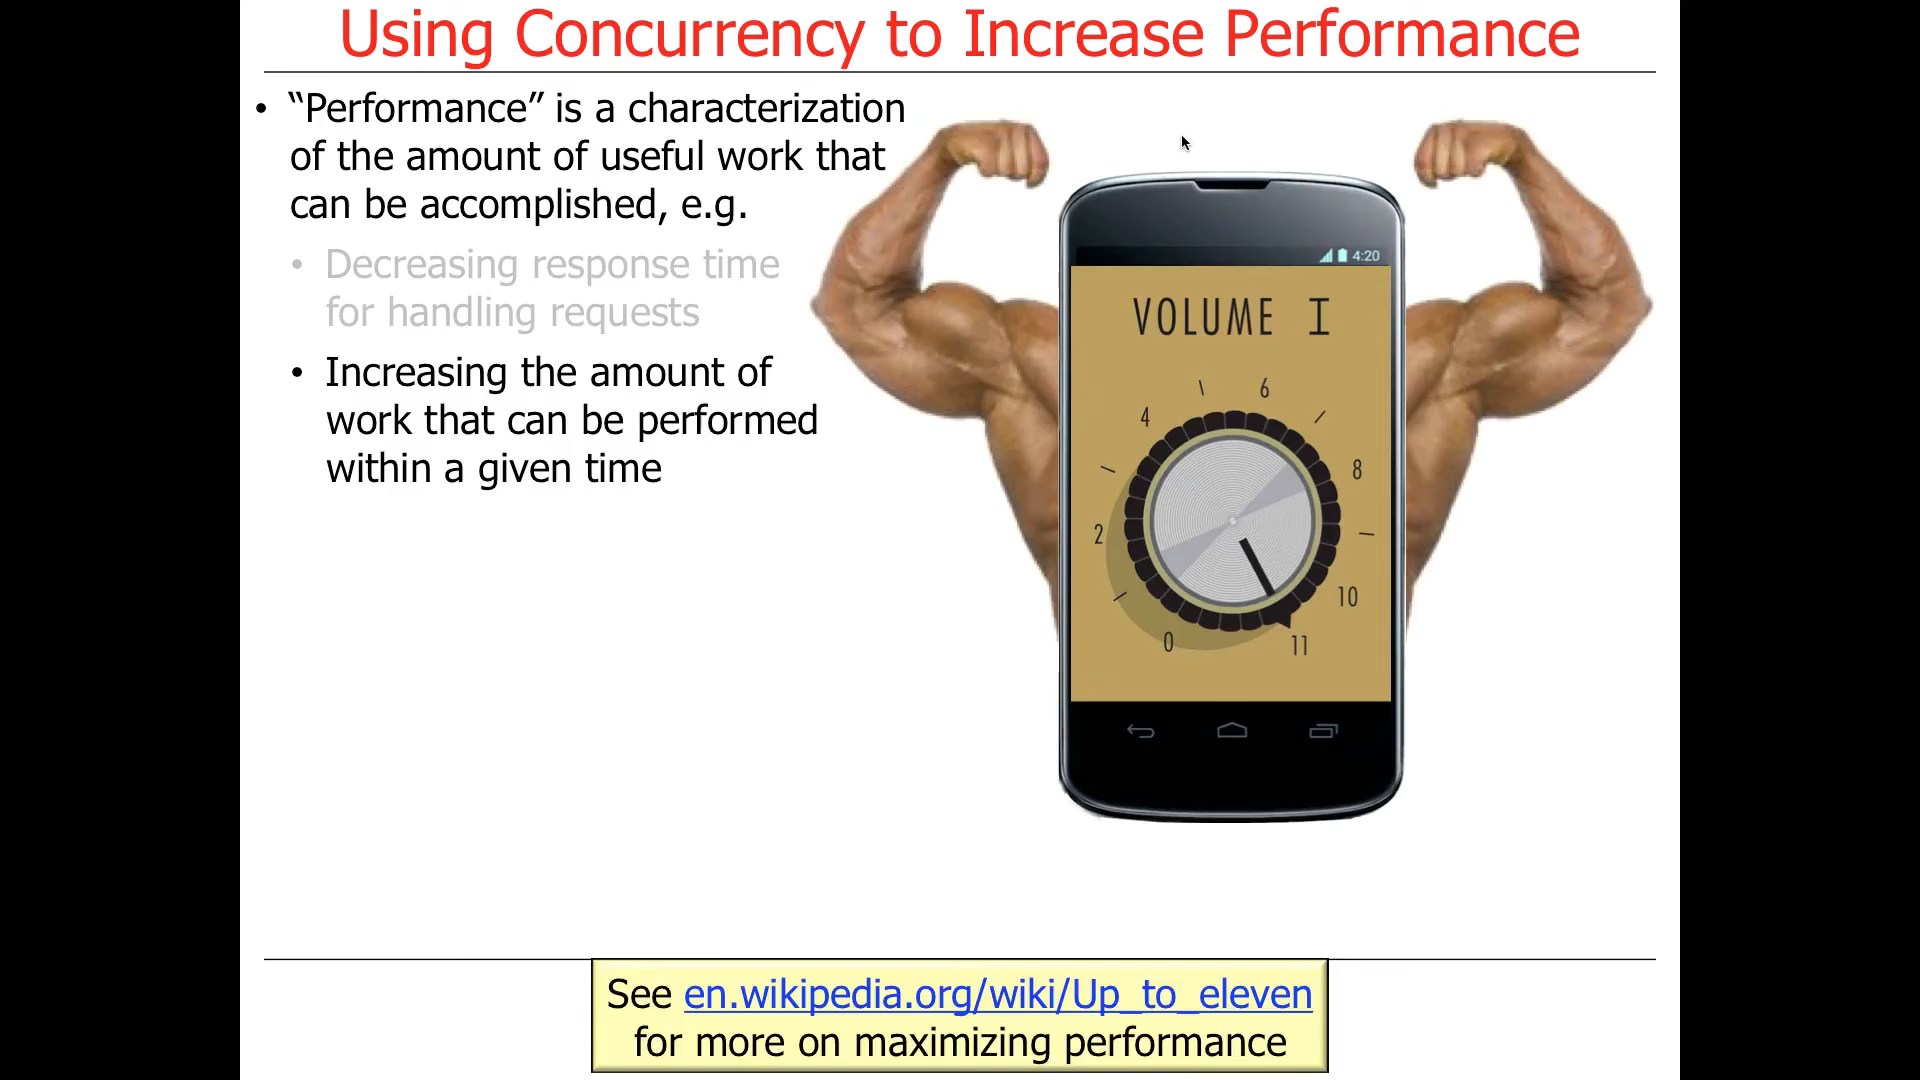 Using Concurrency to Increase Performance
• “Performance” is a characterization
of the amount of useful work that
can be accomplished, e.g.
• Decreasing response time
for handling requests
• Increasing the amount of
work that can be performed
within a given time
4:20
VOLUME I
6
4
8
2
10
0
11
See en.wikipedia.org/wiki/Up_to_eleven
for more on maximizing performance